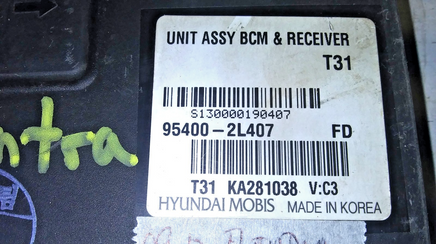 UNIT ASSY BCM & RECEIVER
T31
S130000190407
95400-2L407 FD
T31 KA281038 V:C3
HYUNDAI MOBIS MADE IN KOREA
ntra